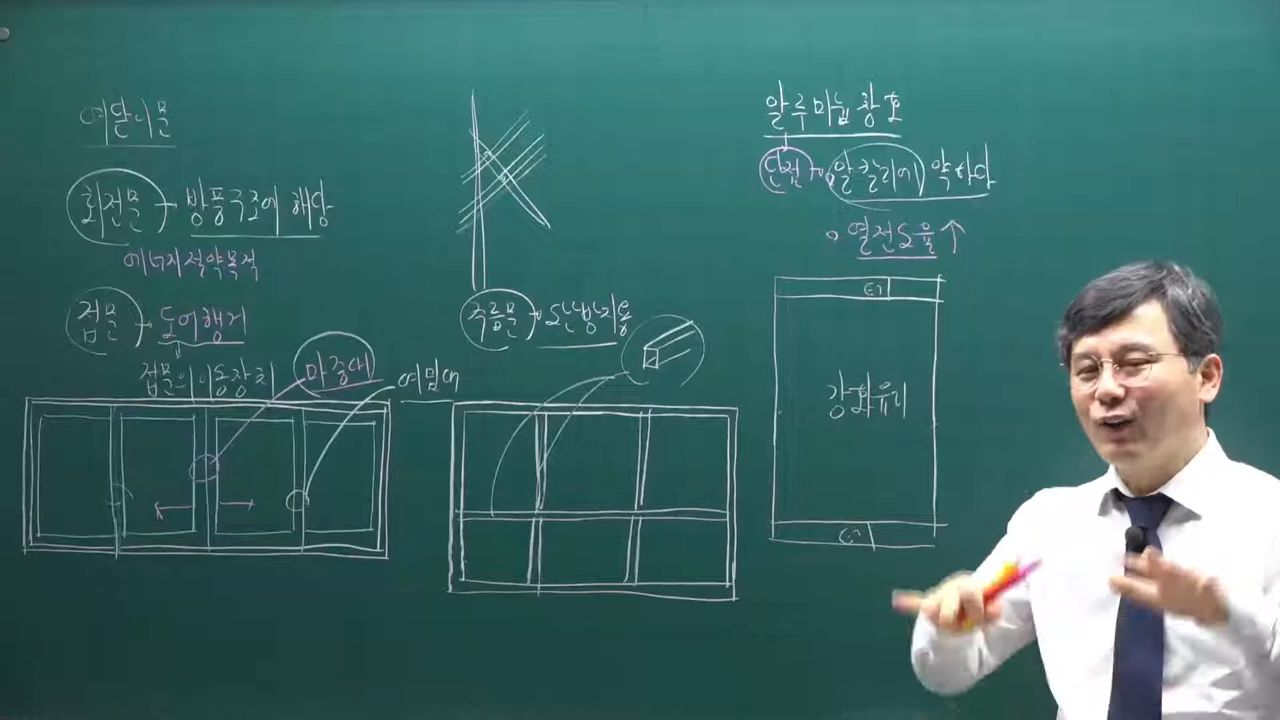 여닫이문
회전문 → 방풍구조에 해당
에너지절약목적
접문 → 도어행거
접문의 이동장치
마중대
여밈대
주름문 → 도난방지용
알루미늄 창호
단점 → 알칼리에 약하다
열전도율 ↑
강화유리